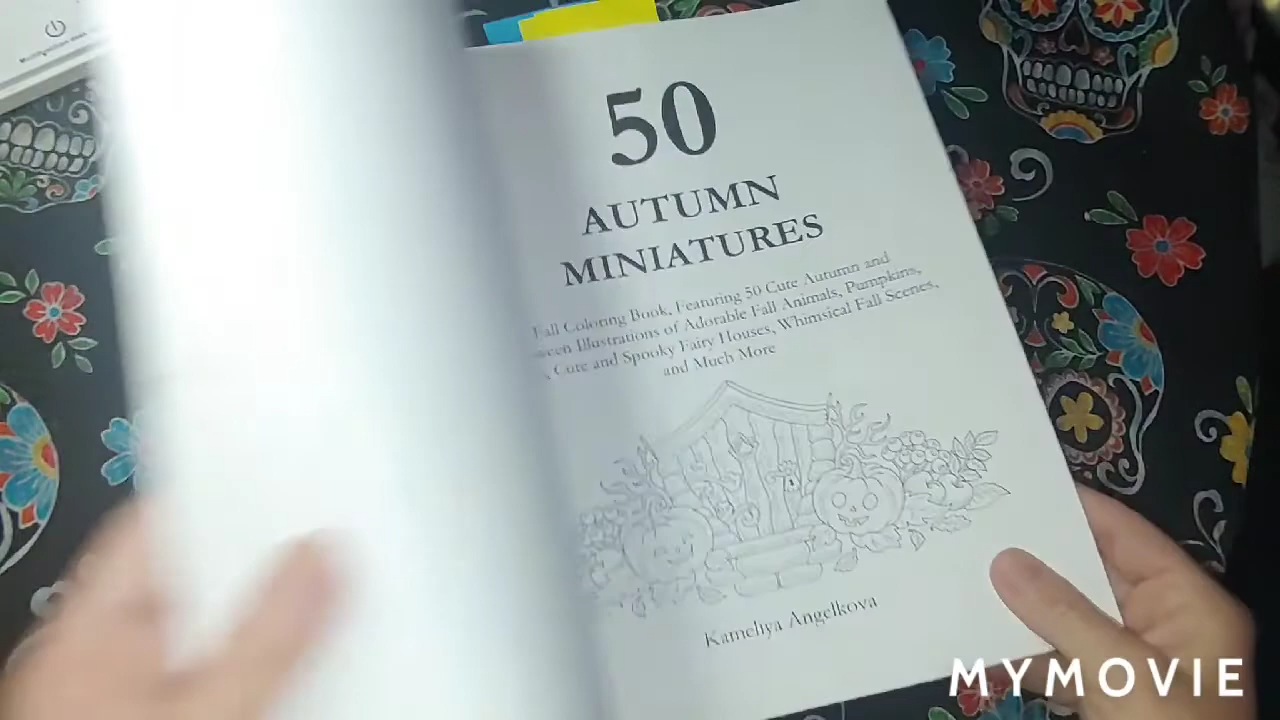 50
AUTUMN
MINIATURES
Fall Coloring Book, Featuring 50 Cute Autumn and
Illustrations of Adorable Fall Animals, Pumpkins,
, Cute and Spooky Fairy Houses, Whimsical Fall Scenes,
and Much More
Kameliya Angelkova
MYMOVIE